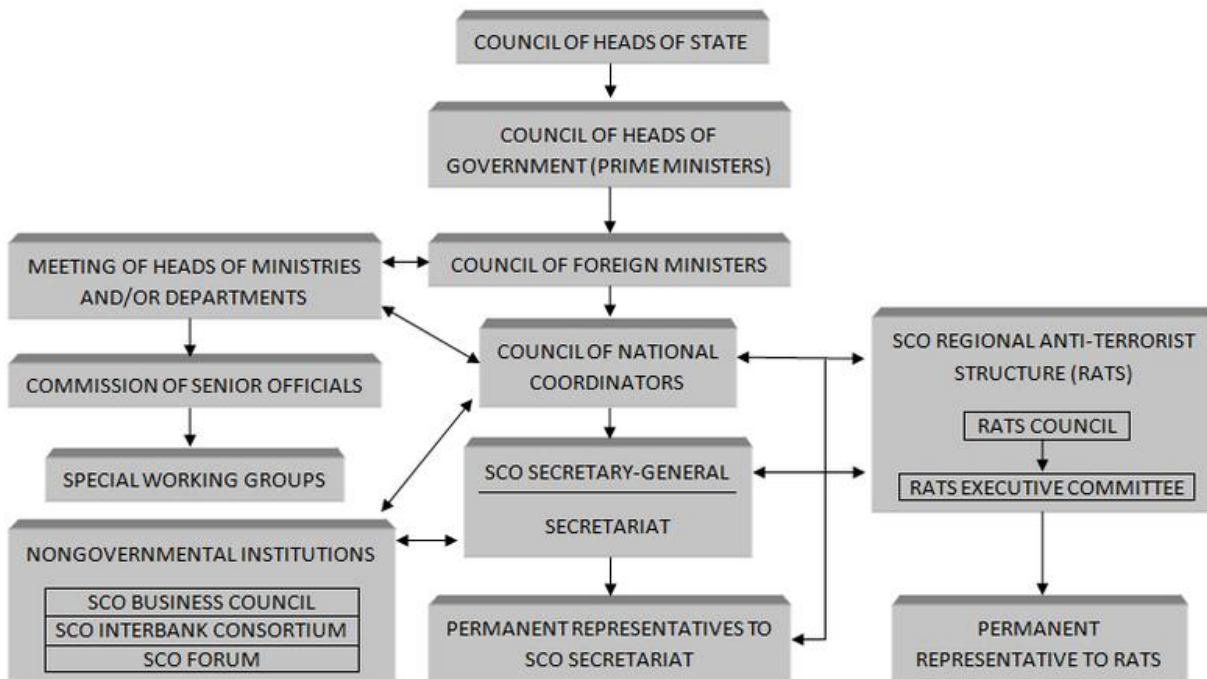 COUNCIL OF HEADS OF STATE
COUNCIL OF HEADS OF
GOVERNMENT (PRIME MINISTERS)
MEETING OF HEADS OF MINISTRIES
AND/OR DEPARTMENTS
COUNCIL OF FOREIGN MINISTERS
COMMISSION OF SENIOR OFFICIALS
SPECIAL WORKING GROUPS
COUNCIL OF NATIONAL
COORDINATORS
SCO REGIONAL ANTI-TERRORIST
STRUCTURE (RATS)
RATS COUNCIL
RATS EXECUTIVE COMMITTEE
SCO SECRETARY-GENERAL
SECRETARIAT
NONGOVERNMENTAL INSTITUTIONS
SCO BUSINESS COUNCIL
SCO INTERBANK CONSORTIUM
SCO FORUM
PERMANENT REPRESENTATIVES TO
SCO SECRETARIAT
PERMANENT
REPRESENTATIVE TO RATS